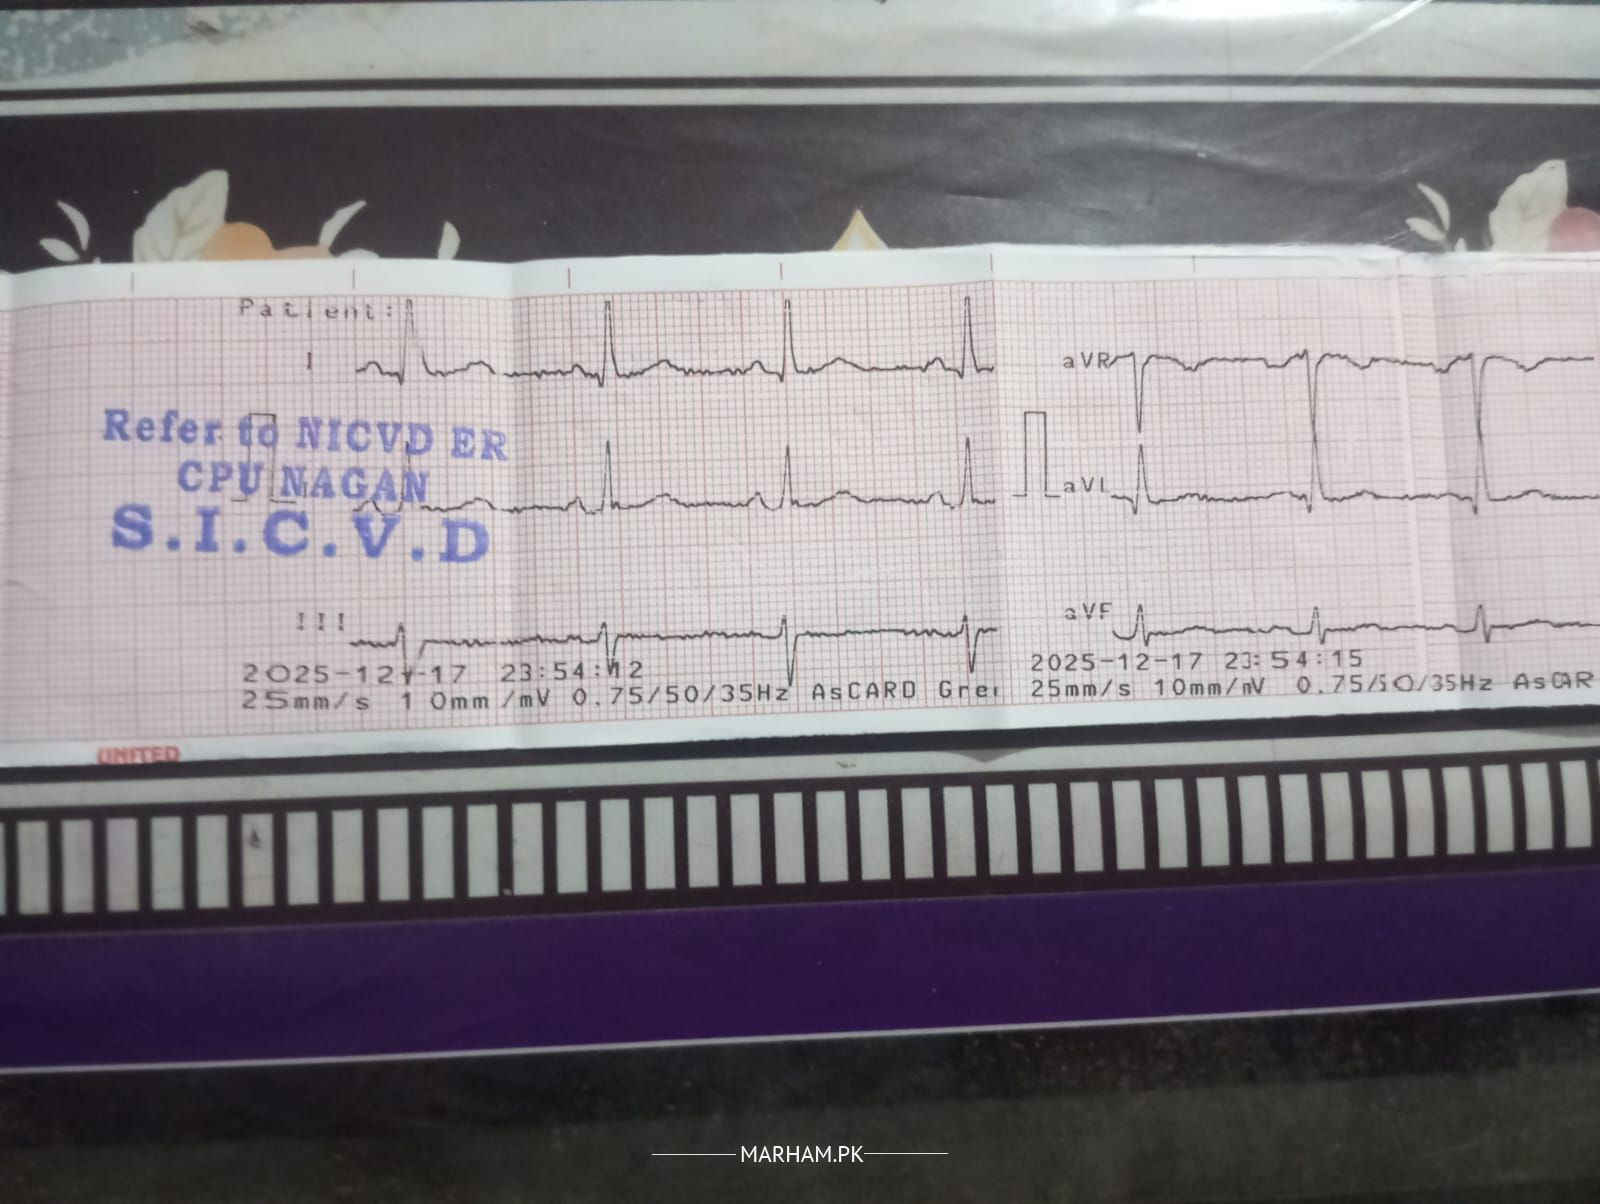 Patient:
I
Refer to NICVD ER
CPU NAGAN
S.I.C.V.D
III
2025-12-17 23:54:12
25mm/s 10mm/mV 0.75/50/35Hz AsCARD Gre
aVR
aVL
aVF
2025-12-17 23:54:15
25mm/s 10mm/mV 0.75/50/35Hz AsCAR
UNITED
MARHAM.PK